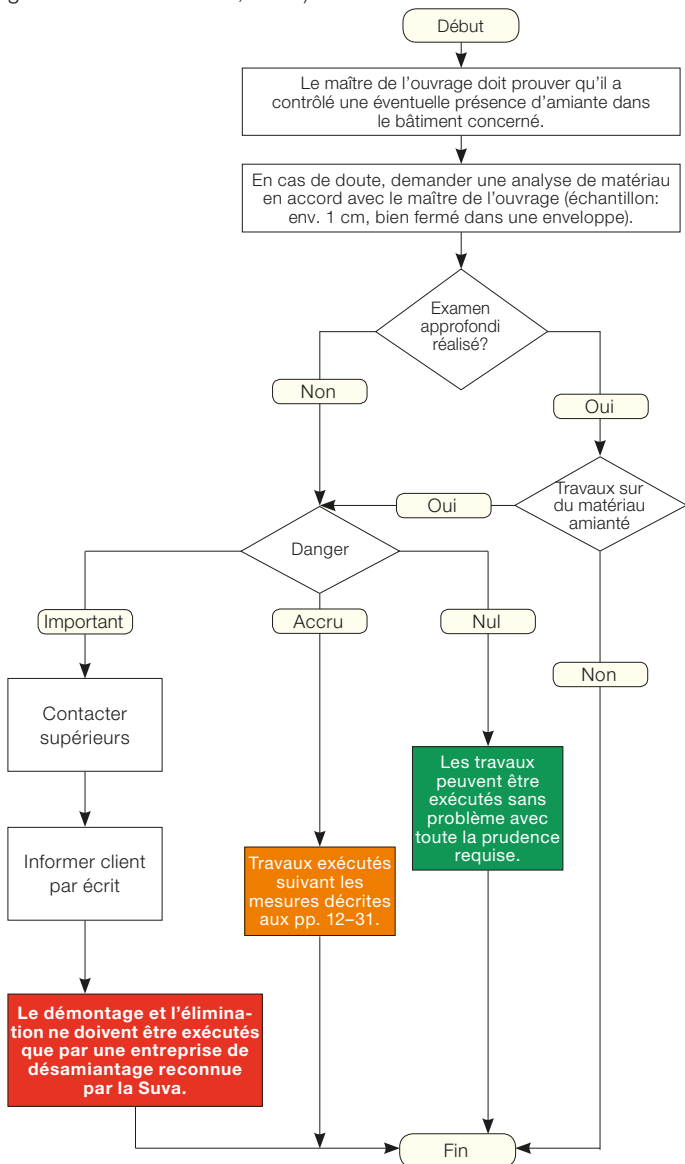 Début
Le maître de l'ouvrage doit prouver qu'il a
contrôlé une éventuelle présence d'amiante dans
le bâtiment concerné.
En cas de doute, demander une analyse de matériau
en accord avec le maître de l'ouvrage (échantillon:
env. 1 cm, bien fermé dans une enveloppe).
Examen
approfondi
réalisé?
Non
Oui
Travaux sur
du matériau
amianté
Oui
Danger
Important
Accru
Nul
Non
Contacter
supérieurs
Les travaux
peuvent être
exécutés sans
problème avec
toute la prudence
requise.
Informer client
par écrit
Travaux exécutés
suivant les
mesures décrites
aux pp. 12–31.
Le démontage et l'élimina-
tion ne doivent être exécutés
que par une entreprise de
désamiantage reconnue
par la Suva.
Fin